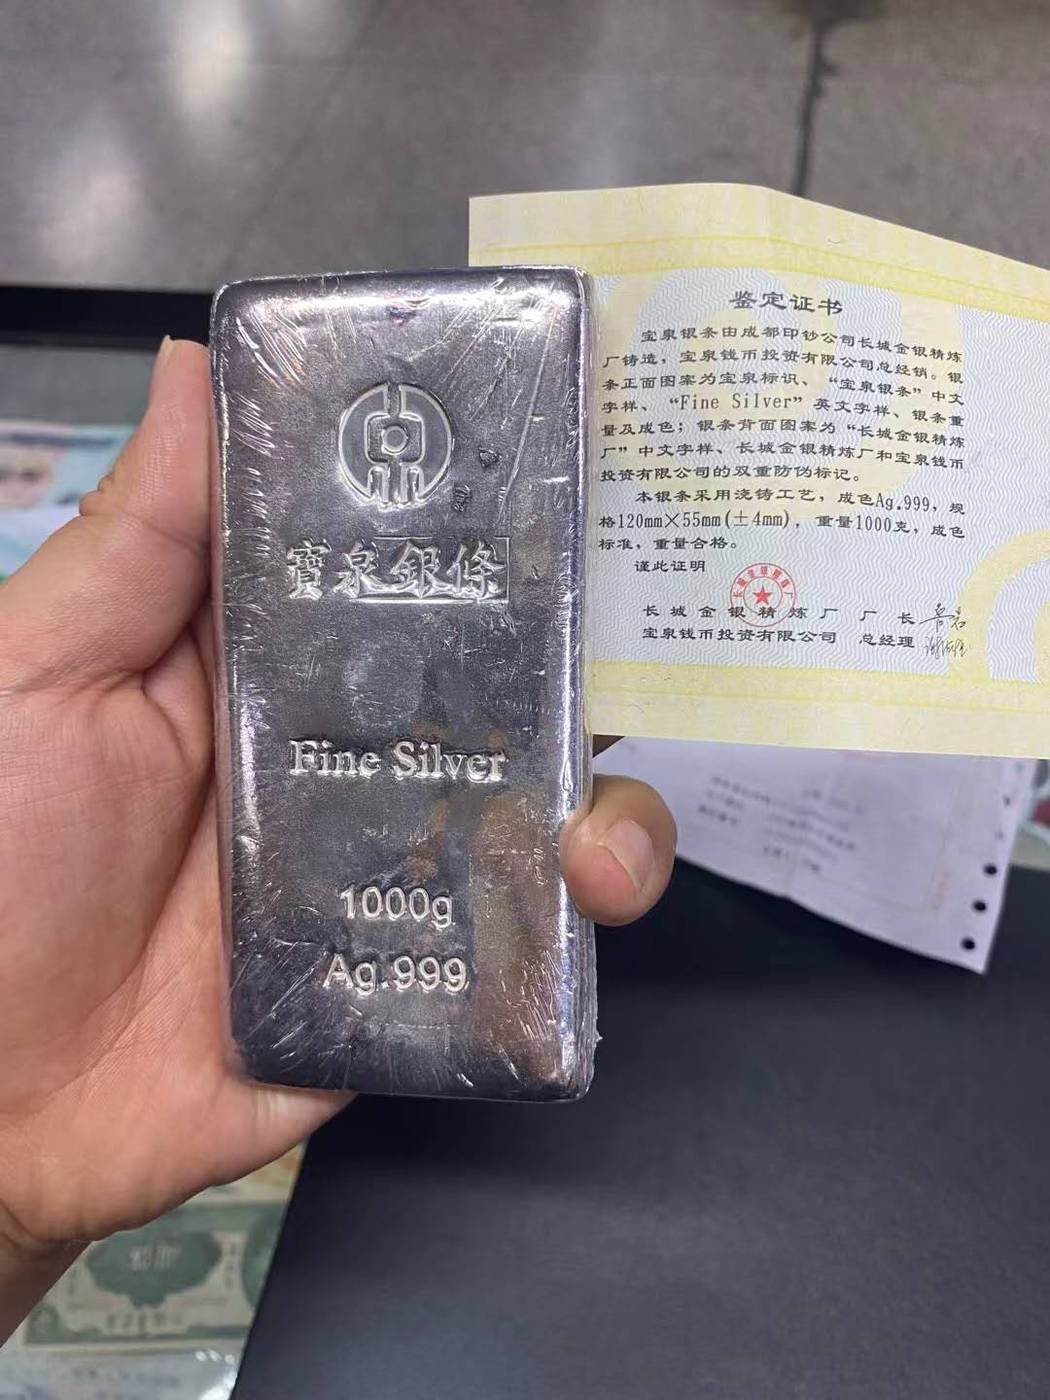 寶泉銀條
Fine Silver
1000g
Ag.999
鉴定证书
宝泉银条由成都印钞公司长城金银精炼
厂铸造，宝泉钱币投资有限公司总经销。银
条正面图案为宝泉标识、“宝泉银条”中文
字样、“Fine Silver”英文字样、银条重
量及成色；银条背面图案为“长城金银精炼
厂”中文字样、长城金银精炼厂和宝泉钱币
投资有限公司的双重防伪标记。
本银条采用浇铸工艺，成色Ag.999，规
格120mm×55mm(±4mm)，重量1000克，成色
标准，重量合格。
谨此证明
长城金银精炼厂 厂长
宝泉钱币投资有限公司 总经理
长城金银精炼厂